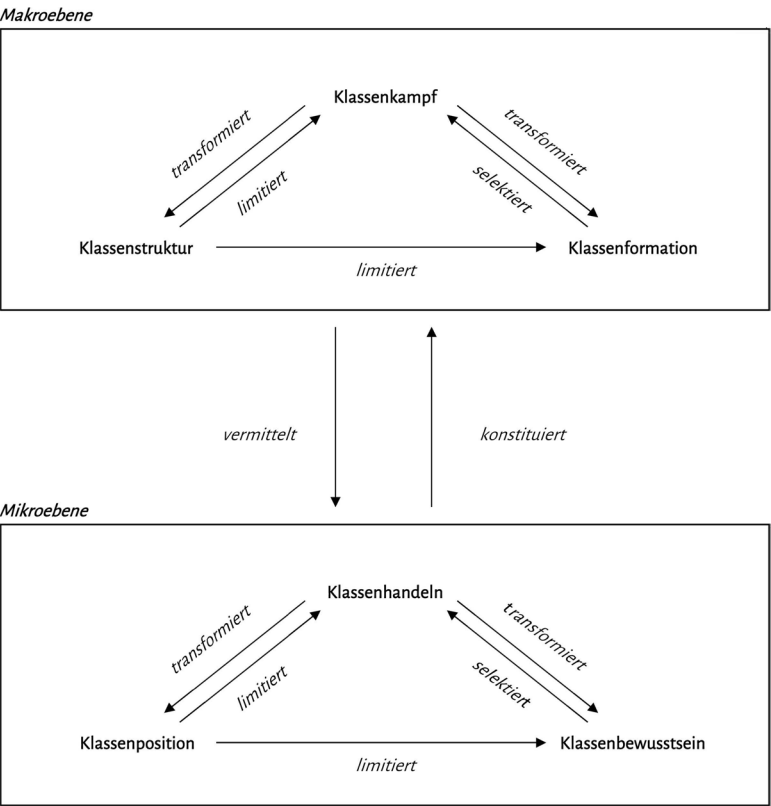 Makroebene
Klassenkampf
transformiert
transformiert
limitiert
selektiert
Klassenstruktur
Klassenformation
limitiert
vermittelt
konstituiert
Mikroebene
Klassenhandeln
transformiert
transformiert
limitiert
selektiert
Klassenposition
Klassenbewusstsein
limitiert